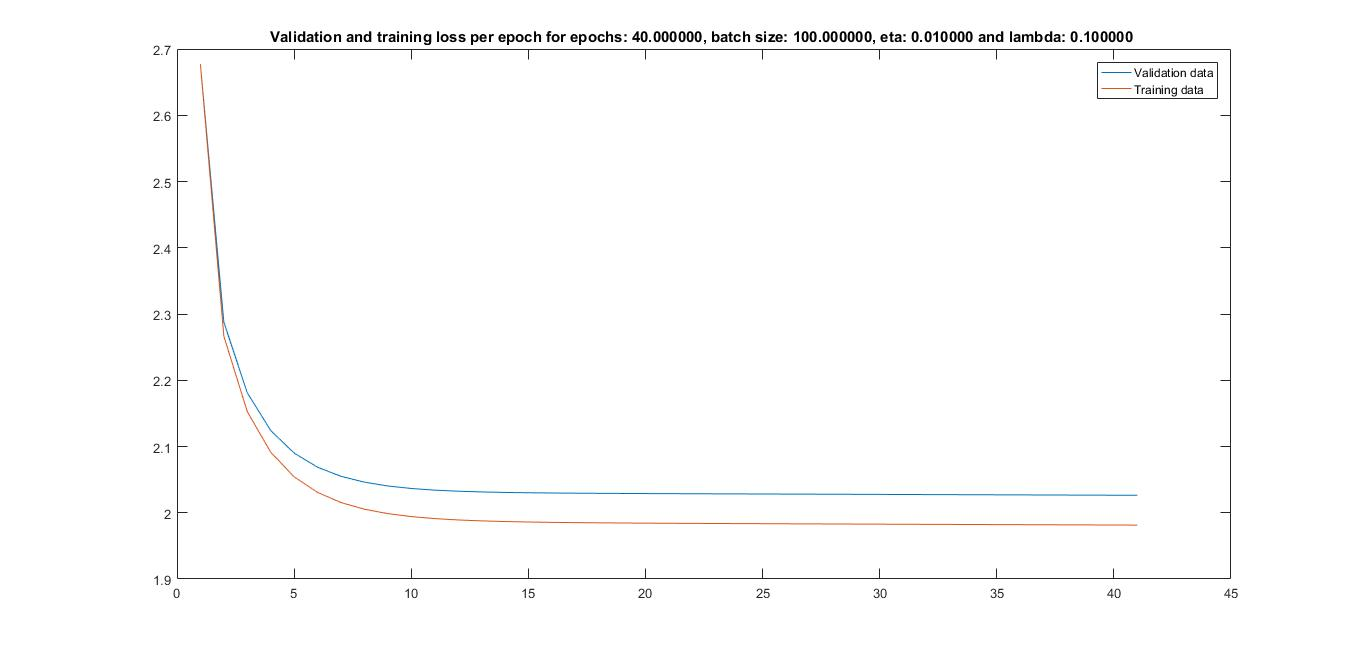 Validation and training loss per epoch for epochs: 40.000000, batch size: 100.000000, eta: 0.010000 and lambda: 0.100000
2.7
Validation data
Training data
2.6
2.5
2.4
2.3
2.2
2.1
2
1.9
0 5 10 15 20 25 30 35 40 45